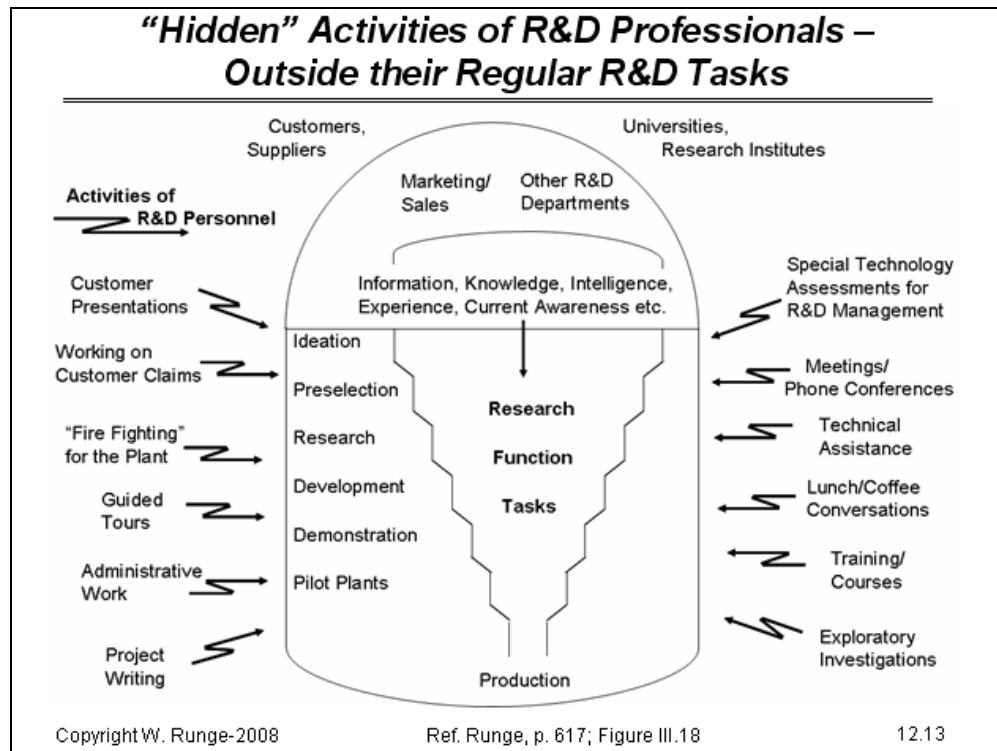 “Hidden” Activities of R&D Professionals –
Outside their Regular R&D Tasks
Customers,
Suppliers
Universities,
Research Institutes
Marketing/
Sales
Other R&D
Departments
Activities of
R&D Personnel
Information, Knowledge, Intelligence,
Experience, Current Awareness etc.
Customer
Presentations
Working on
Customer Claims
“Fire Fighting”
for the Plant
Guided
Tours
Administrative
Work
Project
Writing
Ideation
Preselection
Research
Development
Demonstration
Pilot Plants
Research
Function
Tasks
Production
Special Technology
Assessments for
R&D Management
Meetings/
Phone Conferences
Technical
Assistance
Lunch/Coffee
Conversations
Training/
Courses
Exploratory
Investigations
Copyright W. Runge-2008
Ref. Runge, p. 617; Figure III.18
12.13